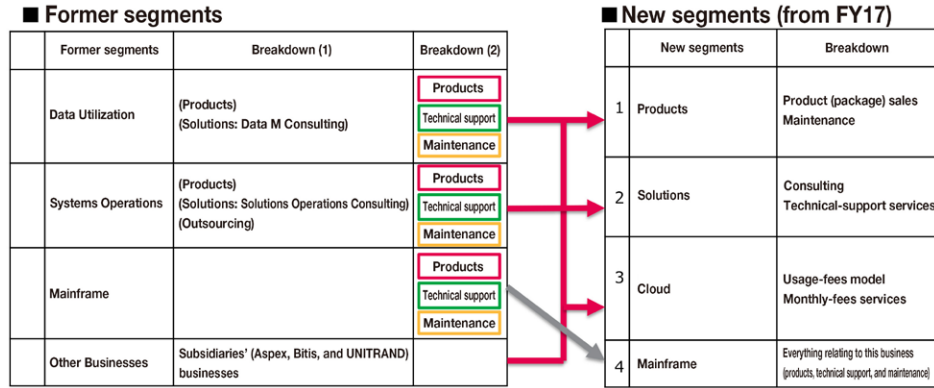 ■ Former segments
Former segments
Breakdown (1)
Breakdown (2)
Data Utilization
(Products)
(Solutions: Data M Consulting)
Products
Technical support
Maintenance
Systems Operations
(Products)
(Solutions: Solutions Operations Consulting)
(Outsourcing)
Products
Technical support
Maintenance
Mainframe
Products
Technical support
Maintenance
Other Businesses
Subsidiaries' (Aspex, Bitis, and UNITRAND)
businesses
■ New segments (from FY17)
New segments
Breakdown
1
Products
Product (package) sales
Maintenance
2
Solutions
Consulting
Technical-support services
3
Cloud
Usage-fees model
Monthly-fees services
4
Mainframe
Everything relating to this business
(products, technical support, and maintenance)